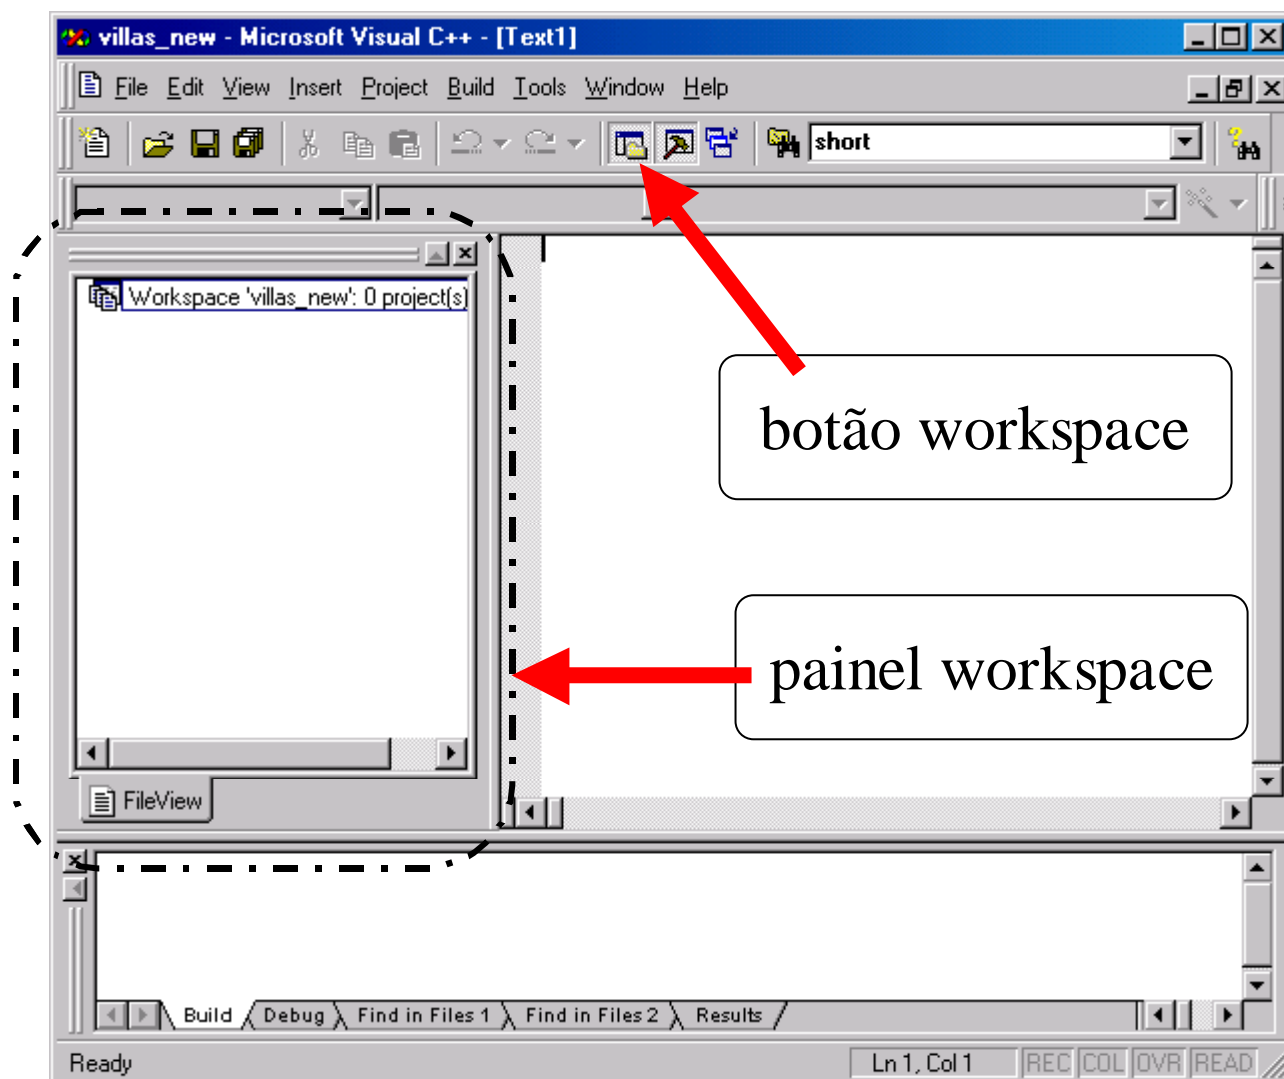 villas_new - Microsoft Visual C++ - [Text1]
File Edit View Insert Project Build Tools Window Help
short
Workspace 'villas_new': 0 project(s)
botão workspace
painel workspace
FileView
Build Debug Find in Files 1 Find in Files 2 Results
Ready Ln 1, Col 1 REC COL OVR READ